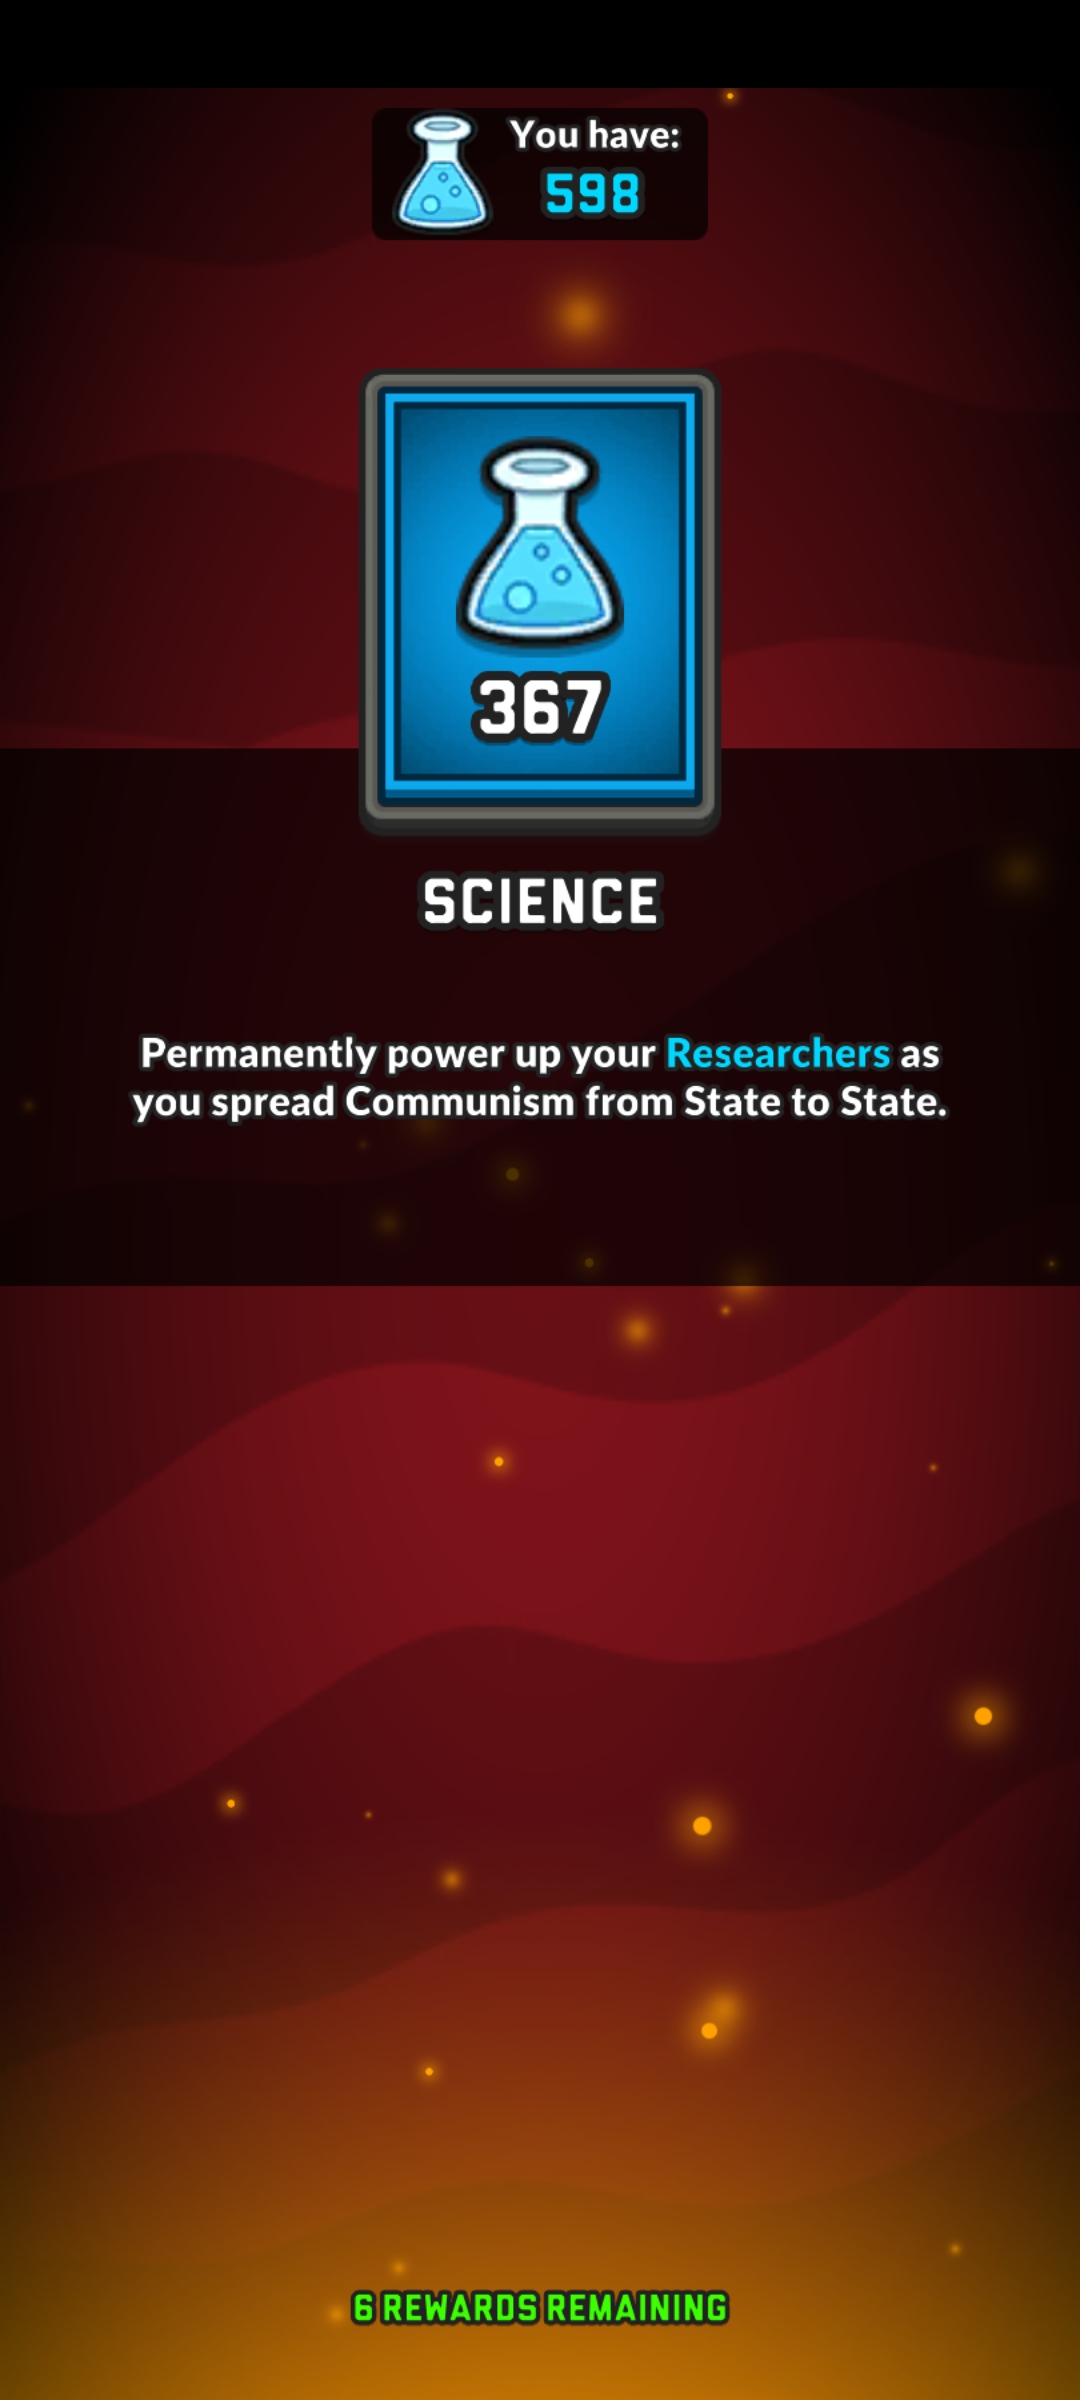 You have:
598
367
SCIENCE
Permanently power up your Researchers as
you spread Communism from State to State.
6 REWARDS REMAINING